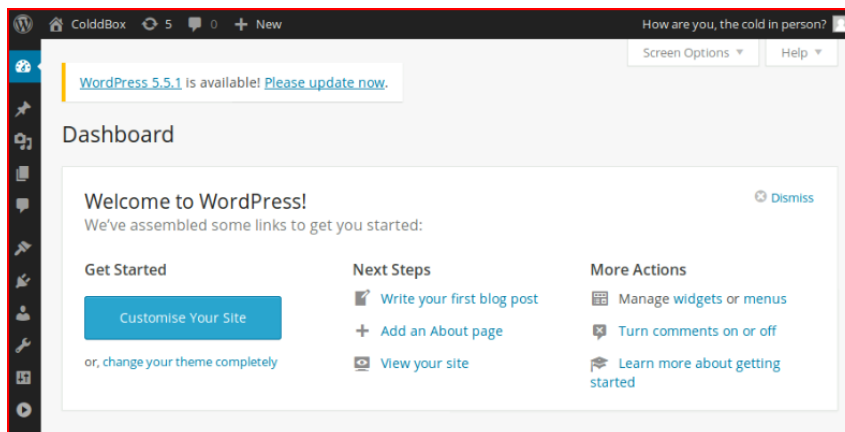 ColddBox 5 0 New How are you, the cold in person?
Screen Options Help
WordPress 5.5.1 is available! Please update now.
Dashboard
Welcome to WordPress! Dismiss
We've assembled some links to get you started:
Get Started Next Steps More Actions
Customise Your Site Write your first blog post Manage widgets or menus
Add an About page Turn comments on or off
or, change your theme completely View your site Learn more about getting
started